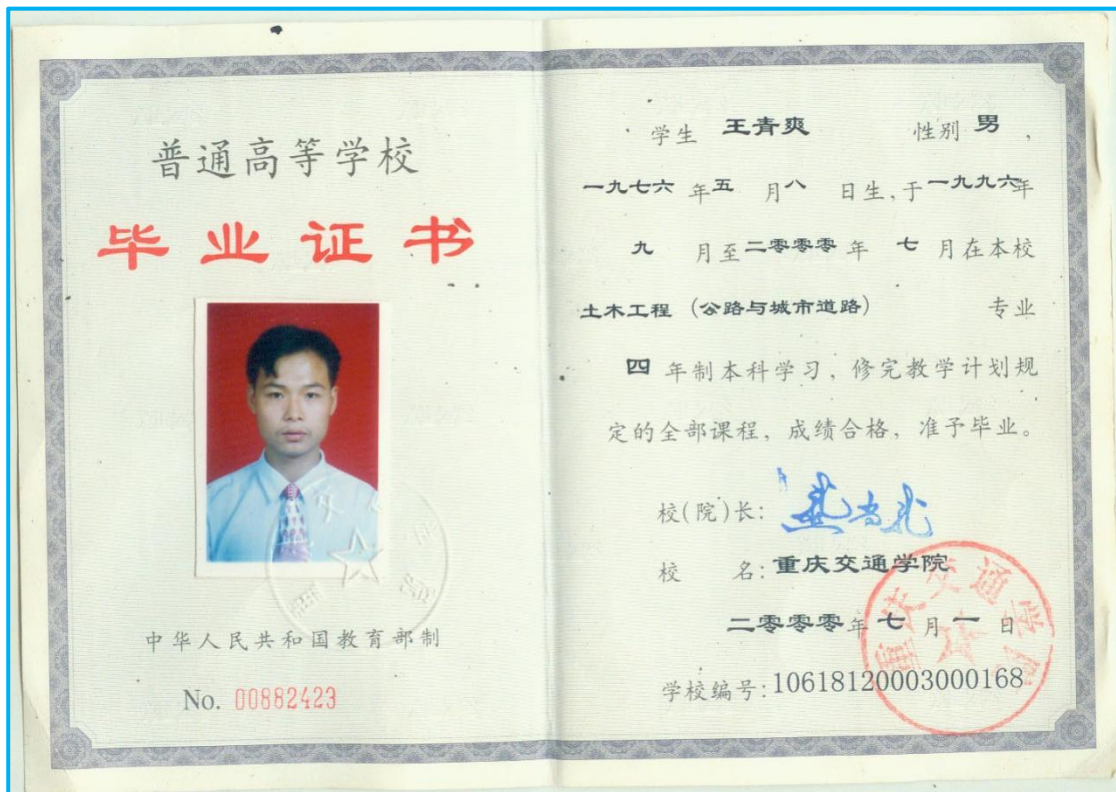 普通高等学校
毕业证书
中华人民共和国教育部制
No. 00882423
学生 王青爽 性别 男,
一九七六 年五 月八 日生,于一九九六年
九 月至二零零零年 七 月在本校
土木工程 (公路与城市道路) 专业
四 年制本科学习, 修完教学计划规
定的全部课程, 成绩合格, 准予毕业。
校(院)长:
校 名: 重庆交通学院
二零零零年 七 月 一 日
学校编号: 10618120003000168
重庆交通学院